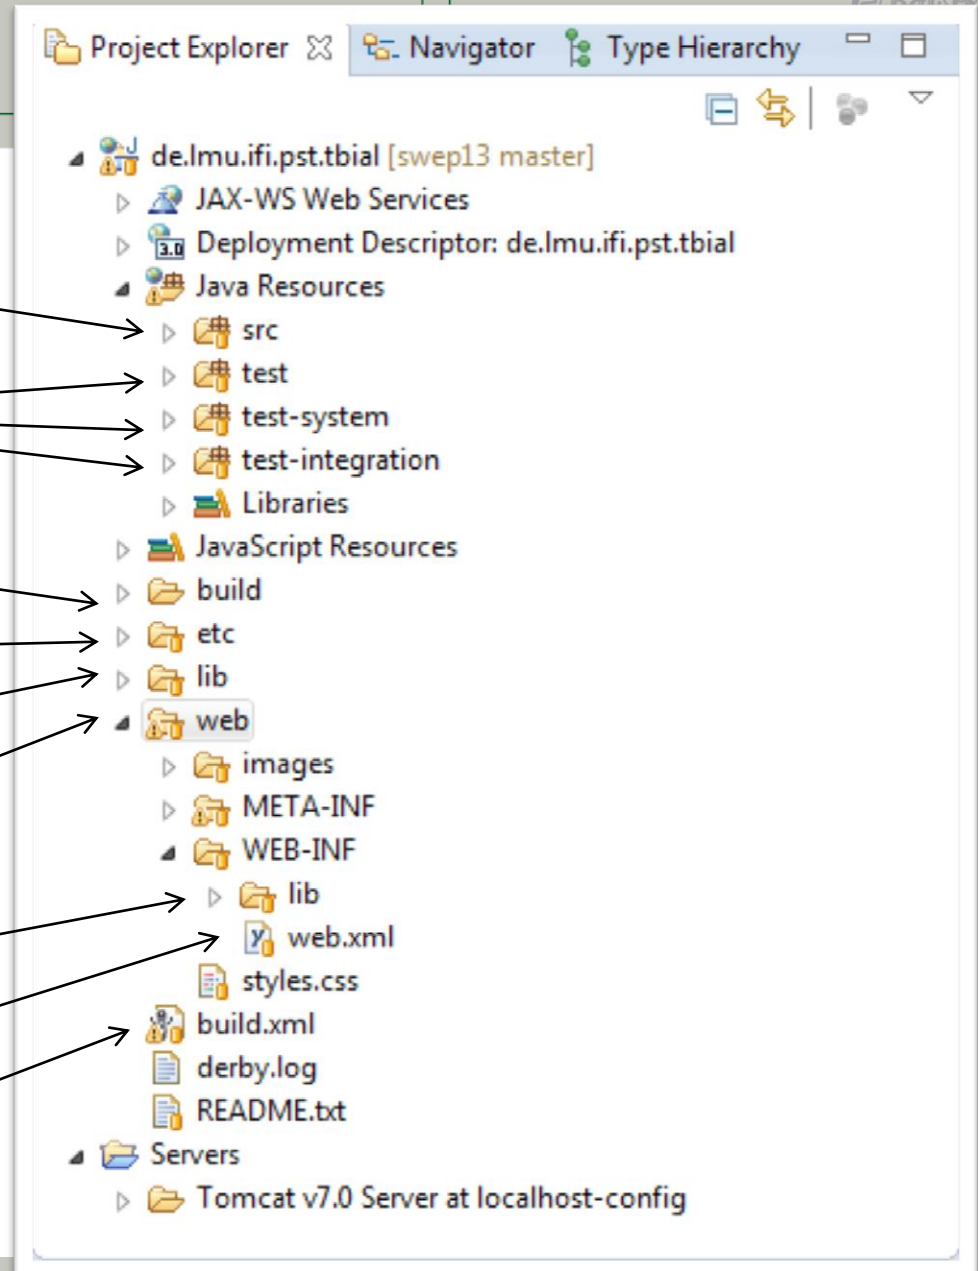 Project Explorer Navigator Type Hierarchy
de.lmu.ifi.pst.tbial [swep13 master]
JAX-WS Web Services
3.0 Deployment Descriptor: de.lmu.ifi.pst.tbial
Java Resources
src
test
test-system
test-integration
Libraries
JavaScript Resources
build
etc
lib
web
images
META-INF
WEB-INF
lib
web.xml
styles.css
build.xml
derby.log
README.txt
Servers
Tomcat v7.0 Server at localhost-config